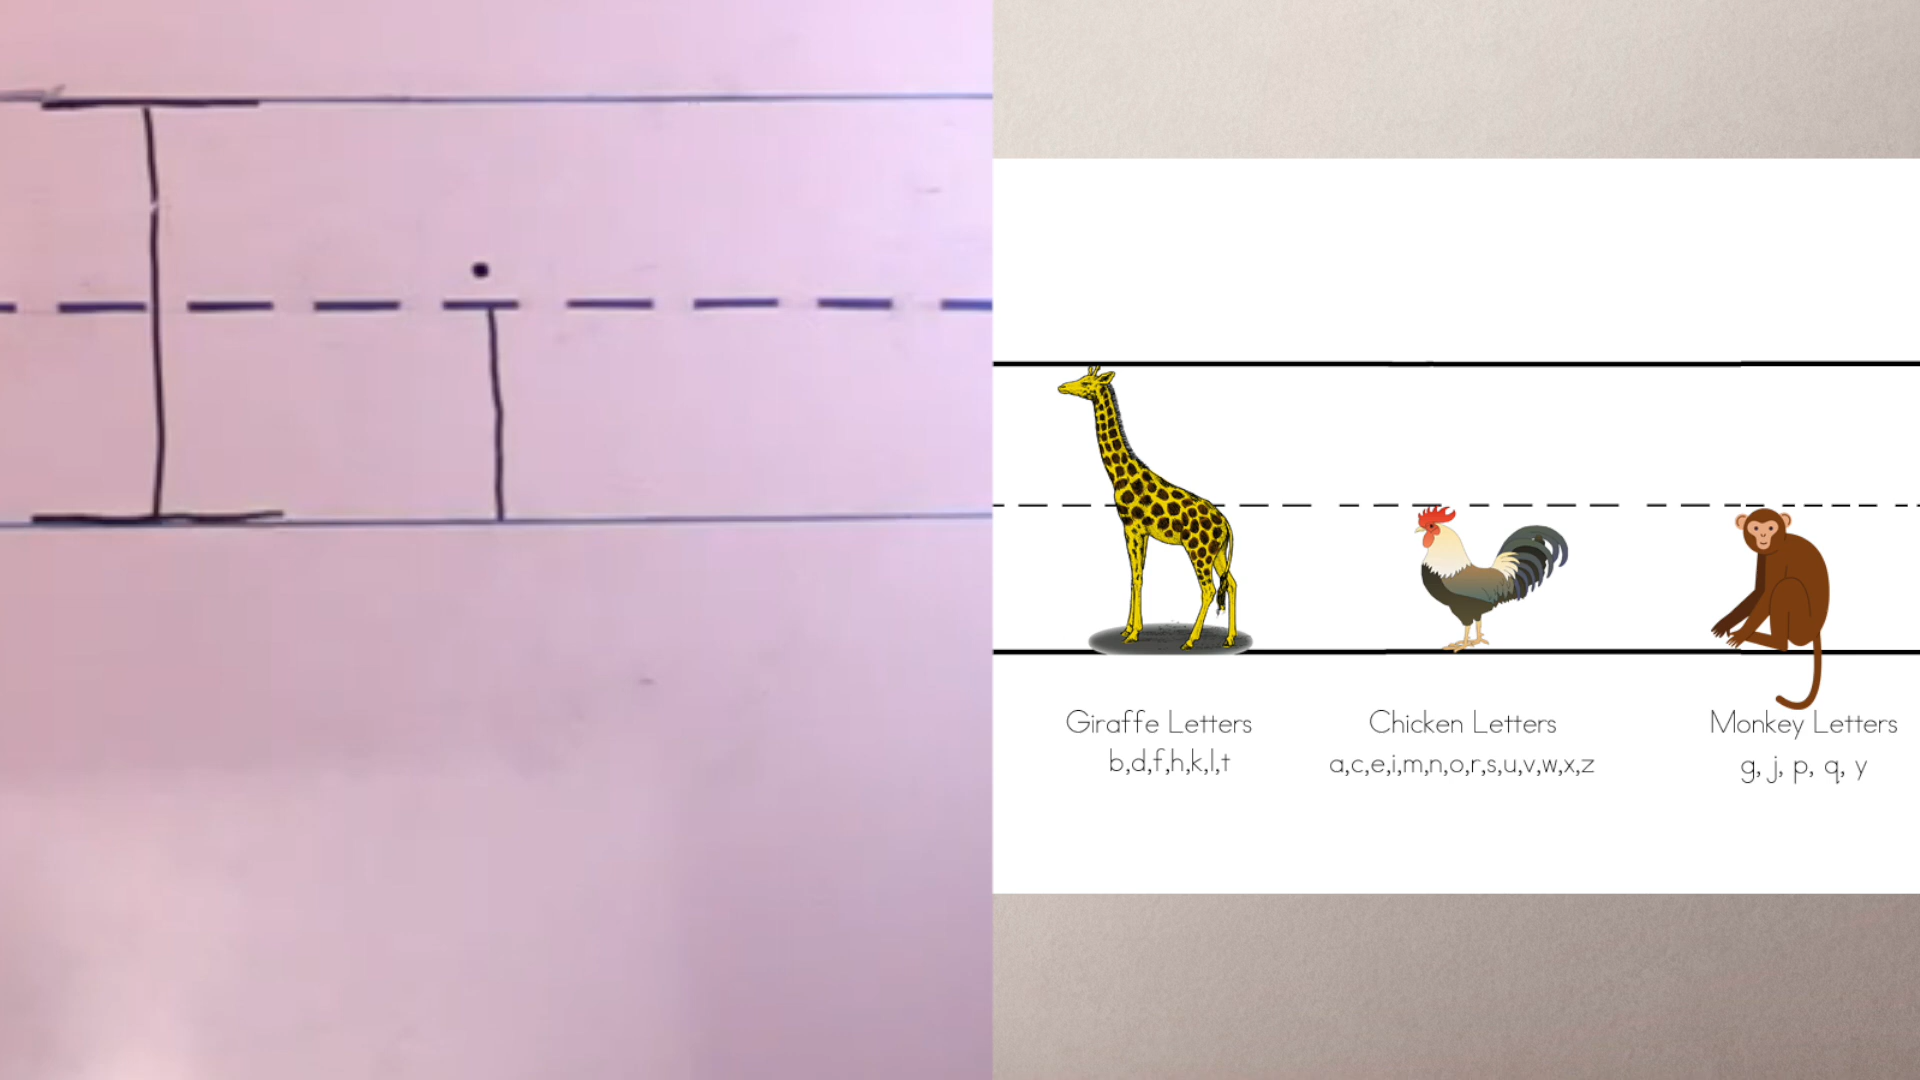 I i
Giraffe Letters
b,d,f,h,k,l,t
Chicken Letters
a,c,e,i,m,n,o,r,s,u,v,w,x,z
Monkey Letters
g, j, p, q, y